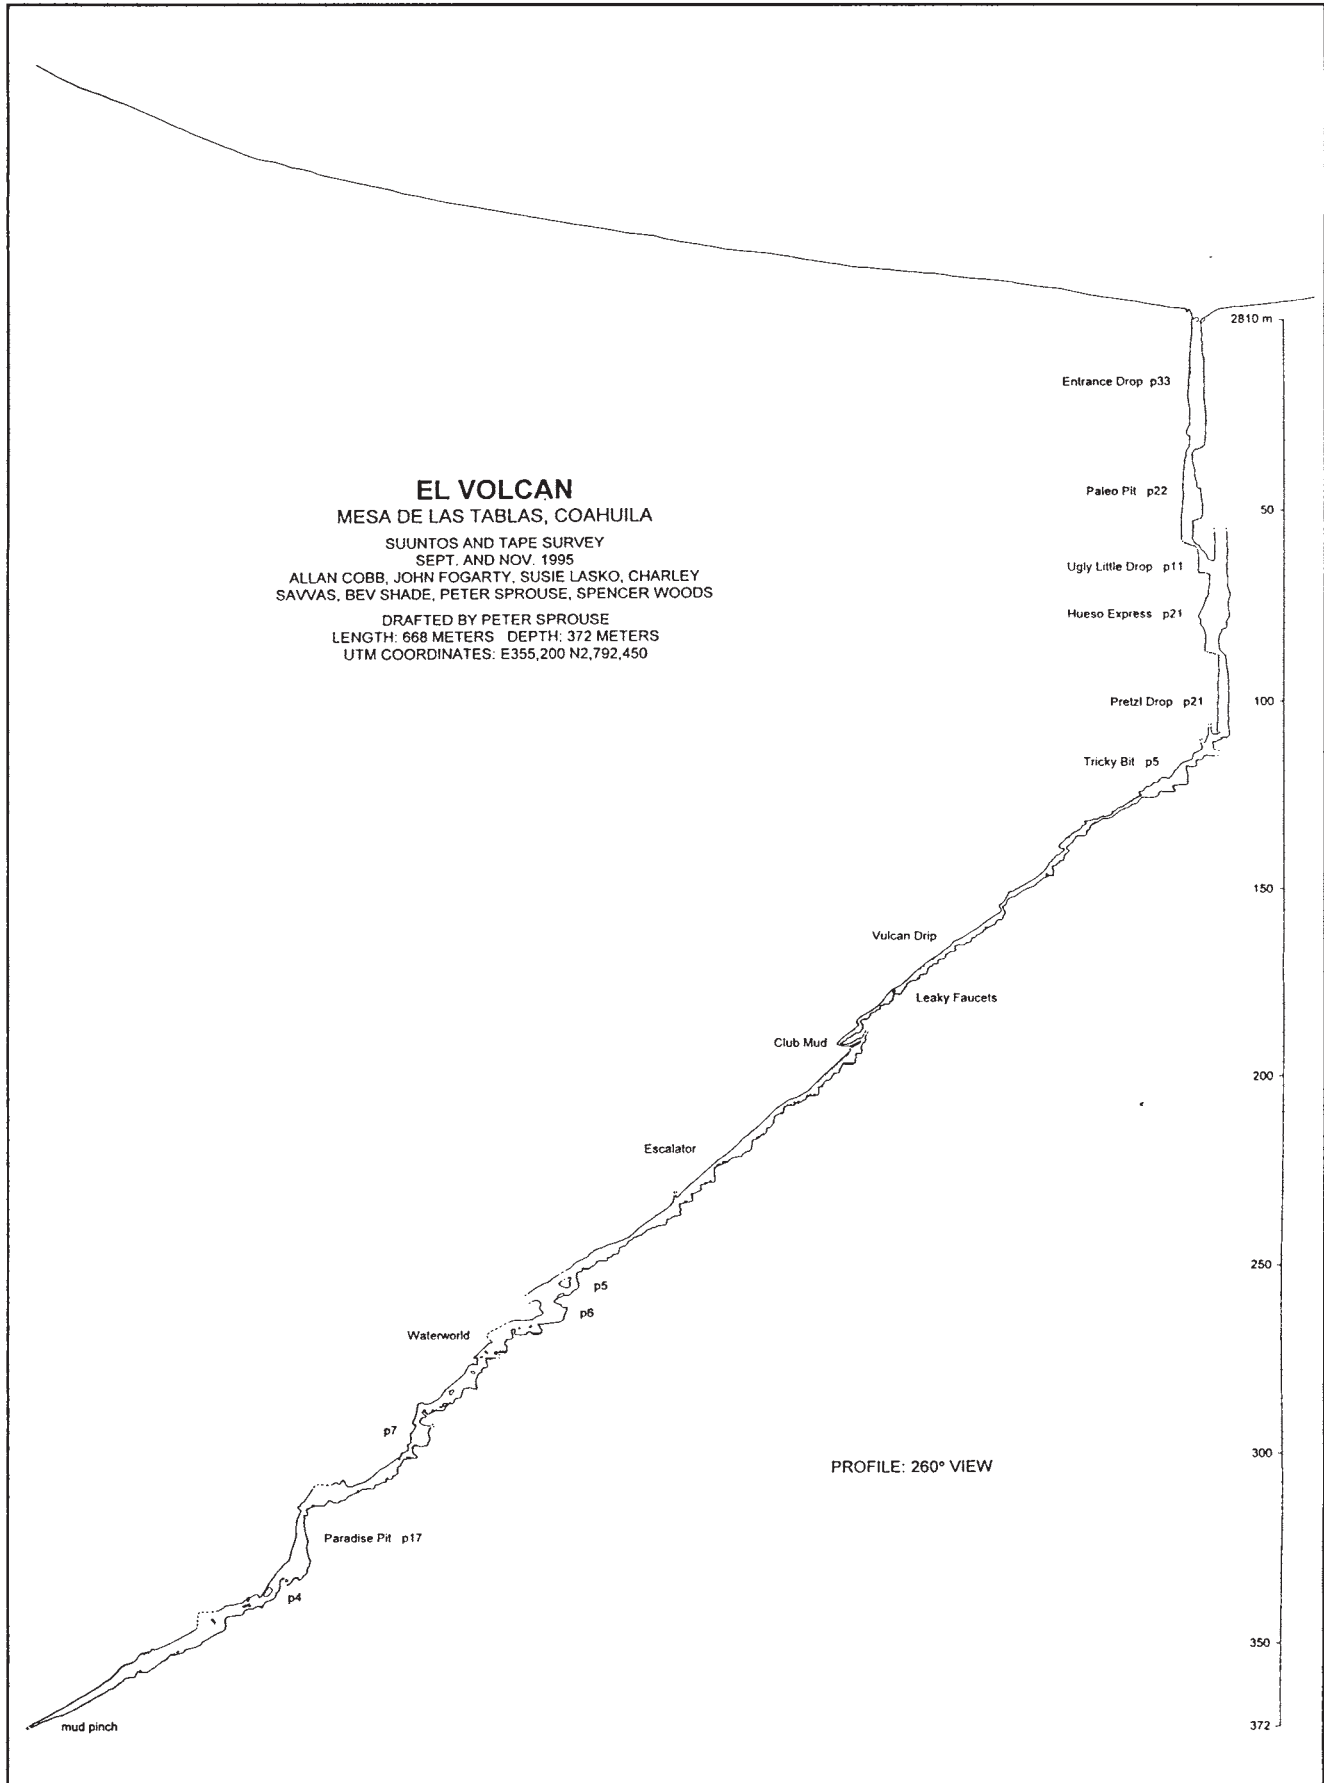 2810 m
Entrance Drop p33
EL VOLCAN
MESA DE LAS TABLAS, COAHUILA
SUUNTOS AND TAPE SURVEY
SEPT. AND NOV. 1995
ALLAN COBB, JOHN FOGARTY, SUSIE LASKO, CHARLEY
SAVVAS, BEV SHADE, PETER SPROUSE, SPENCER WOODS
DRAFTED BY PETER SPROUSE
LENGTH: 668 METERS DEPTH: 372 METERS
UTM COORDINATES: E355,200 N2,792,450
Paleo Pit p22
50
Ugly Little Drop p11
Hueso Express p21
Pretzl Drop p21
100
Tricky Bit p5
150
Vulcan Drip
Leaky Faucets
Club Mud
200
Escalator
250
p5
p6
Waterworld
p7
300
PROFILE: 260° VIEW
Paradise Pit p17
p4
350
mud pinch
372